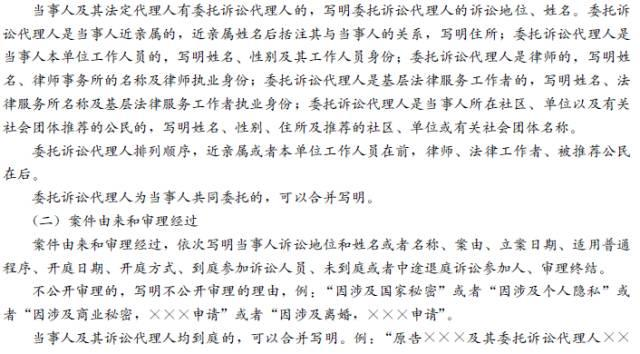 当事人及其法定代理人有委托诉讼代理人的，写明委托诉讼代理人的诉讼地位、姓名。委托诉
讼代理人是当事人近亲属的，近亲属姓名后括注其与当事人的关系，写明住所；委托诉讼代理人是
当事人本单位工作人员的，写明姓名、性别及其工作人员身份；委托诉讼代理人是律师的，写明姓
名、律师事务所的名称及律师执业身份；委托诉讼代理人是基层法律服务工作者的，写明姓名、法
律服务所名称及基层法律服务工作者执业身份；委托诉讼代理人是当事人所在社区、单位以及有关
社会团体推荐的公民的，写明姓名、性别、住所及推荐的社区、单位或有关社会团体名称。
委托诉讼代理人排列顺序，近亲属或者本单位工作人员在前，律师、法律工作者、被推荐公民
在后。
委托诉讼代理人为当事人共同委托的，可以合并写明。
（二）案件由来和审理经过
案件由来和审理经过，依次写明当事人诉讼地位和姓名或者名称、案由、立案日期、适用普通
程序、开庭日期、开庭方式、到庭参加诉讼人员、未到庭或者中途退庭诉讼参加人、审理终结。
不公开审理的，写明不公开审理的理由，例：“因涉及国家秘密”或者“因涉及个人隐私”或
者“因涉及商业秘密，×××申请”或者“因涉及离婚，×××申请”。
当事人及其诉讼代理人均到庭的，可以合并写明。例：“原告×××及其委托诉讼代理人××